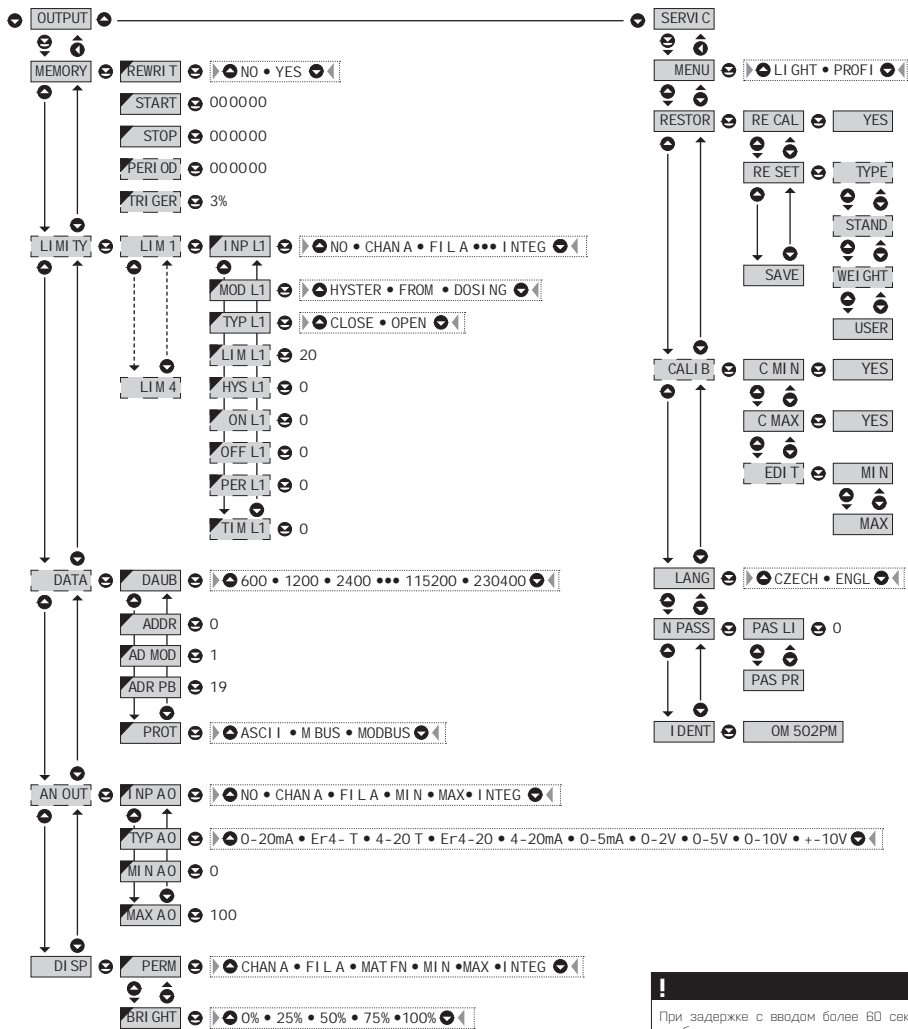 OUTPUT
MEMORY
REWRIT
NO • YES
START
000000
STOP
000000
PERIOD
000000
TRIGER
3%
LIMITY
LIM 1
INP L1
NO • CHAN A • FIL A ••• INTEG
MOD L1
HYSTER • FROM • DOSING
TYP L1
CLOSE • OPEN
LIM L1
20
LIM 4
HYS L1
0
ON L1
0
OFF L1
0
PER L1
0
TIM L1
0
DATA
DAUB
600 • 1200 • 2400 ••• 115200 • 230400
ADDR
0
AD MOD
1
ADR PB
19
PROT
ASCII • M BUS • MODBUS
AN OUT
INP AO
NO • CHAN A • FIL A • MIN • MAX • INTEG
TYP AO
0-20mA • Er4- T • 4-20 T • Er4-20 • 4-20mA • 0-5mA • 0-2V • 0-5V • 0-10V • +-10V
MIN AO
0
MAX AO
100
DISP
PERM
CHAN A • FIL A • MAT FN • MIN • MAX • INTEG
BRIGHT
0% • 25% • 50% • 75% • 100%
SERVIC
MENU
LIGHT • PROFI
RESTOR
RE CAL
YES
RE SET
TYPE
STAND
SAVE
WEIGHT
USER
CALIB
C MIN
YES
C MAX
YES
EDIT
MIN
MAX
LANG
CZECH • ENGL
N PASS
PAS LI
0
PAS PR
IDENT
OM 502PM
!
При задержке с вводом более 60 сек